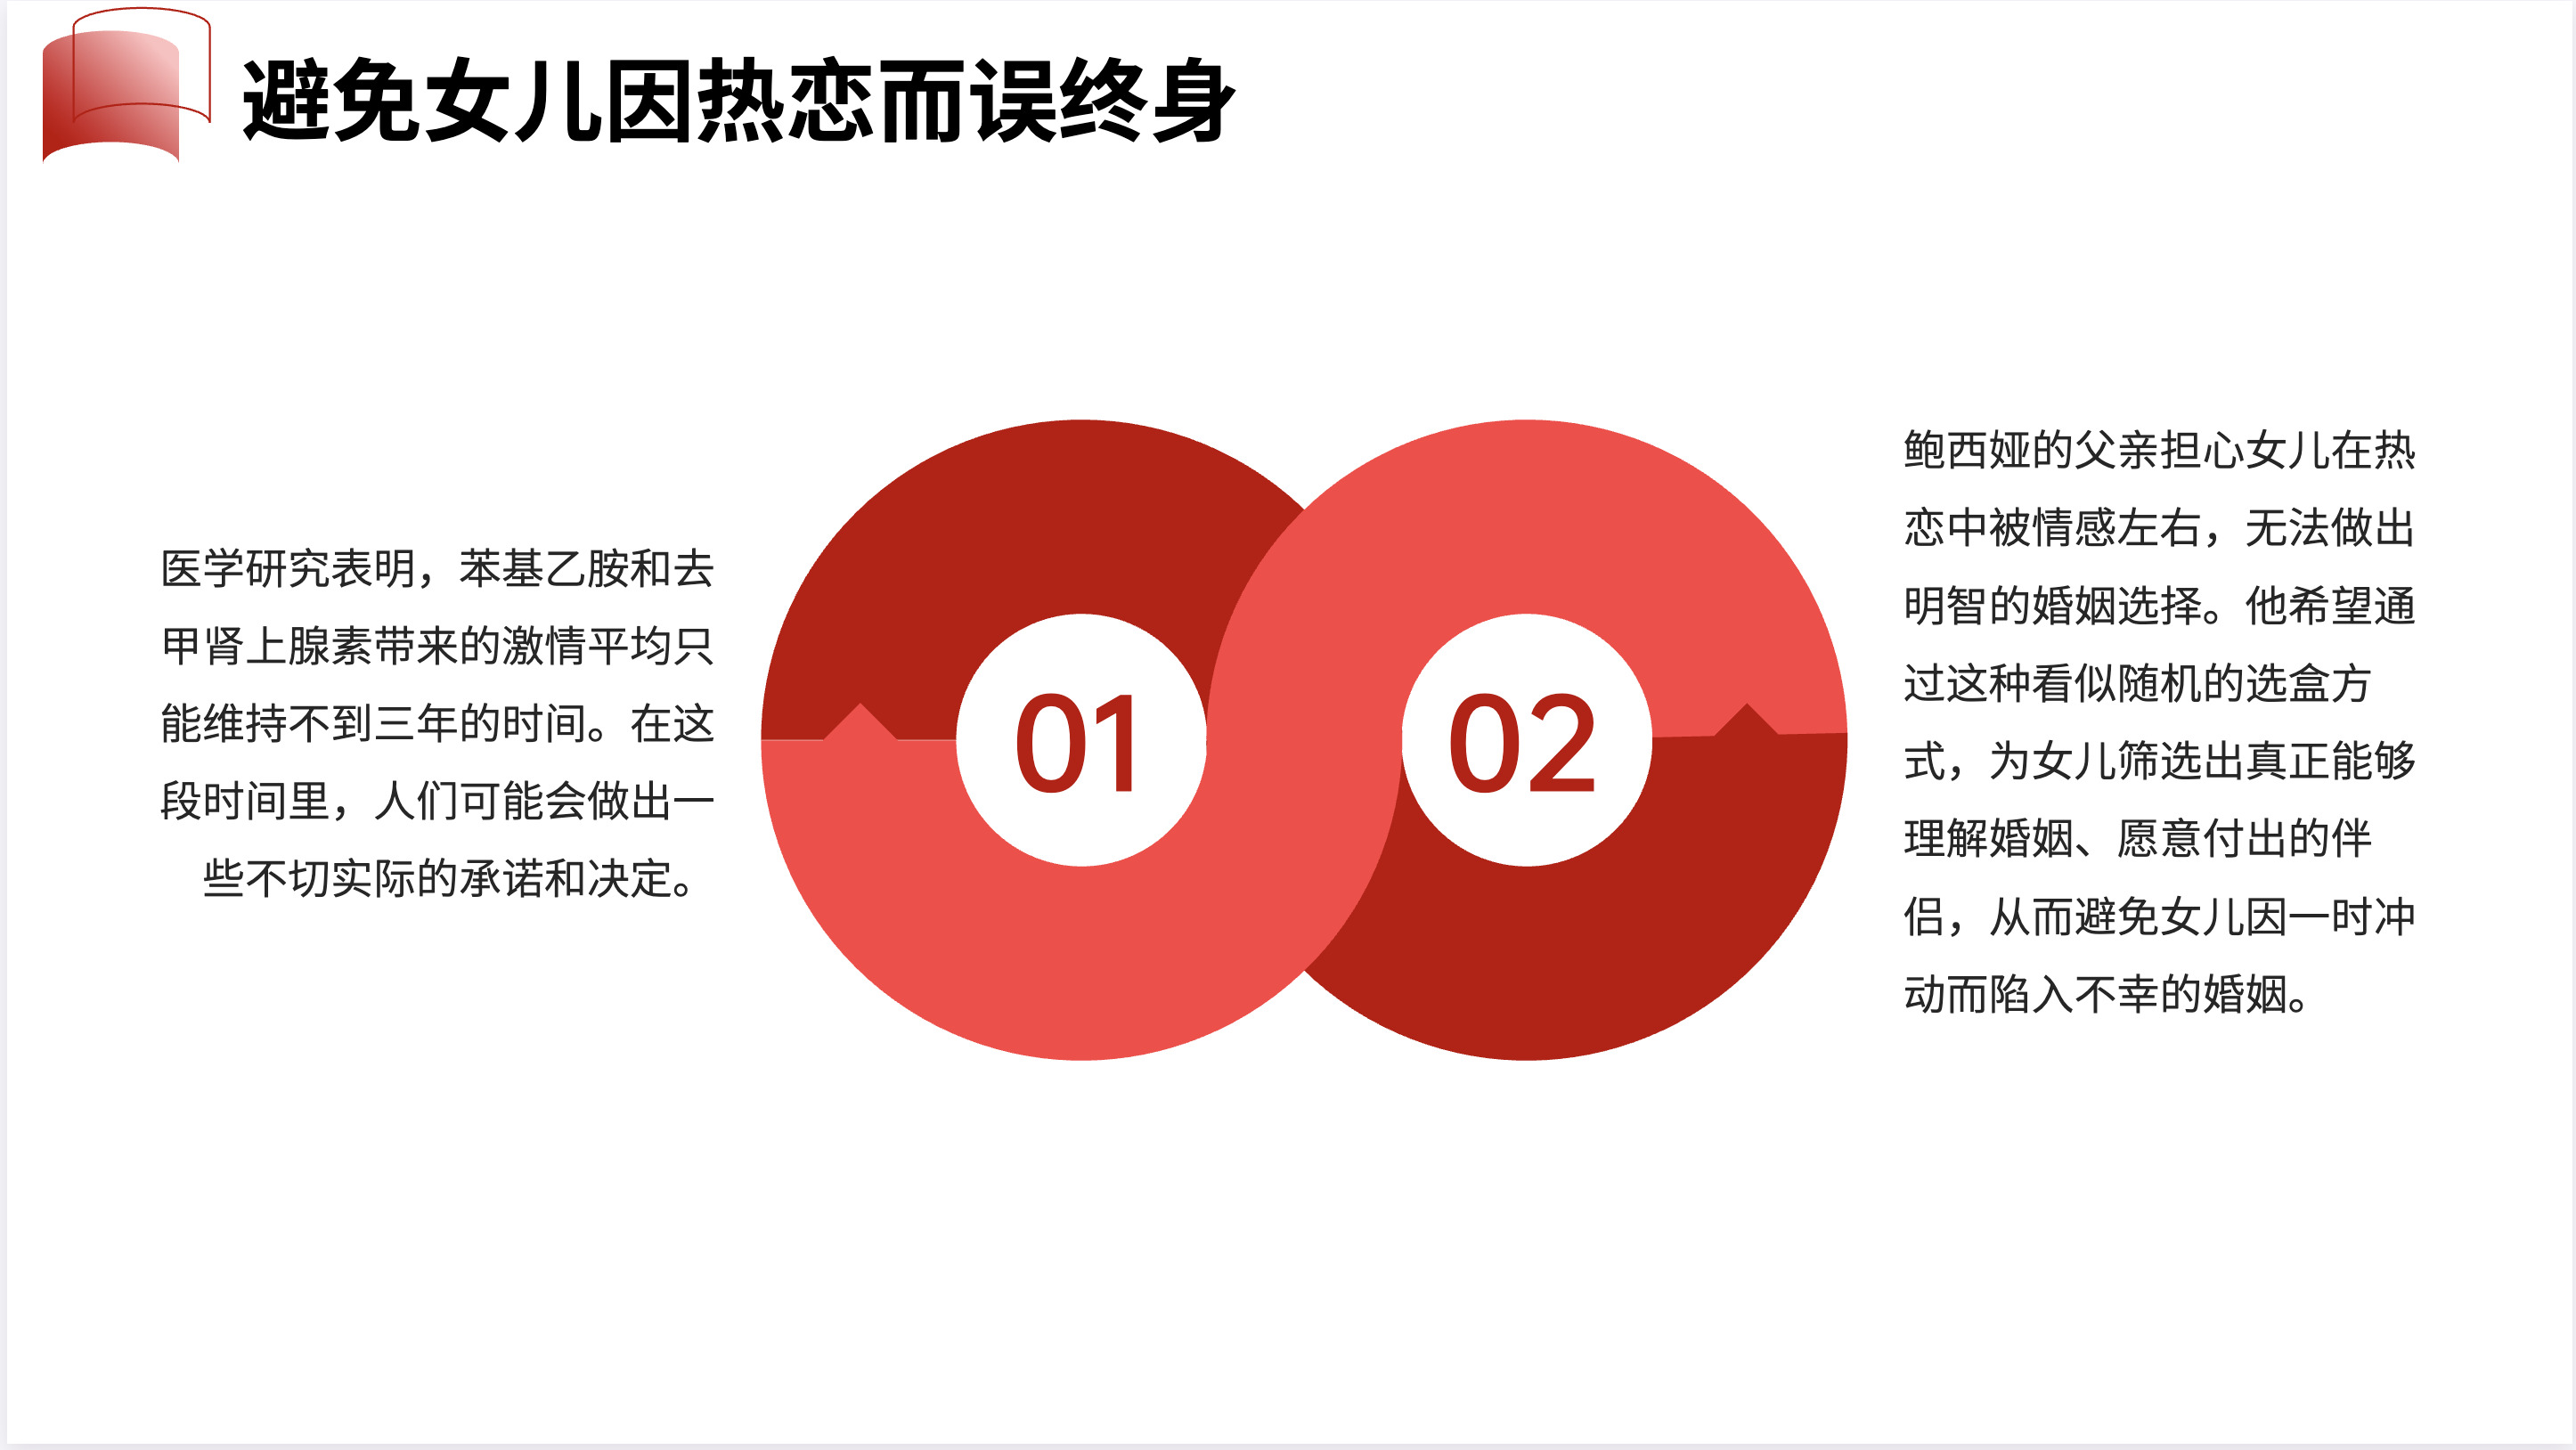 避免女儿因热恋而误终身
医学研究表明，苯基乙胺和去
甲肾上腺素带来的激情平均只
能维持不到三年的时间。在这
段时间里，人们可能会做出一
些不切实际的承诺和决定。
01
02
鲍西娅的父亲担心女儿在热
恋中被情感左右，无法做出
明智的婚姻选择。他希望通
过这种看似随机的选盒方
式，为女儿筛选出真正能够
理解婚姻、愿意付出的伴
侣，从而避免女儿因一时冲
动而陷入不幸的婚姻。